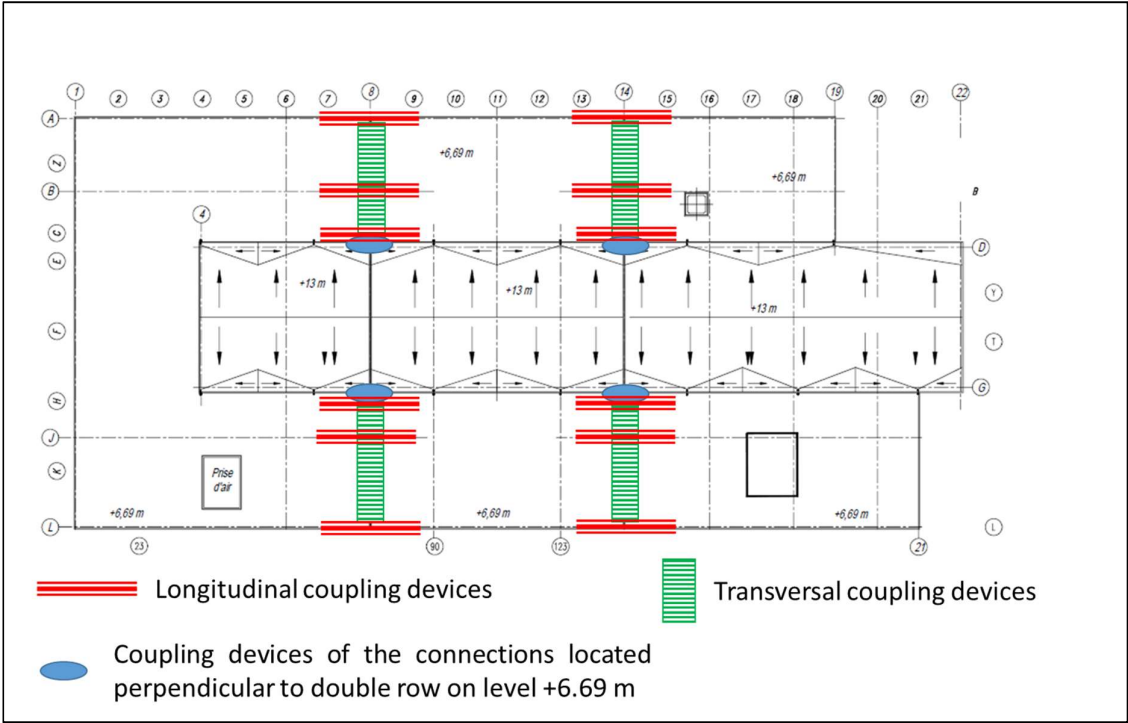 1 2 3 4 5 6 7 8 9 10 11 12 13 14 15 16 17 18 19 20 21 22
A
Z
+6,69 m
+6,69 m
B
B
4
C
D
E
+13 m
+13 m
+13 m
Y
F
T
G
H
J
K
Prise
d'air
+6,69 m
+6,69 m
+6,69 m
L
L
23
90
123
21
Longitudinal coupling devices
Transversal coupling devices
Coupling devices of the connections located
perpendicular to double row on level +6.69 m